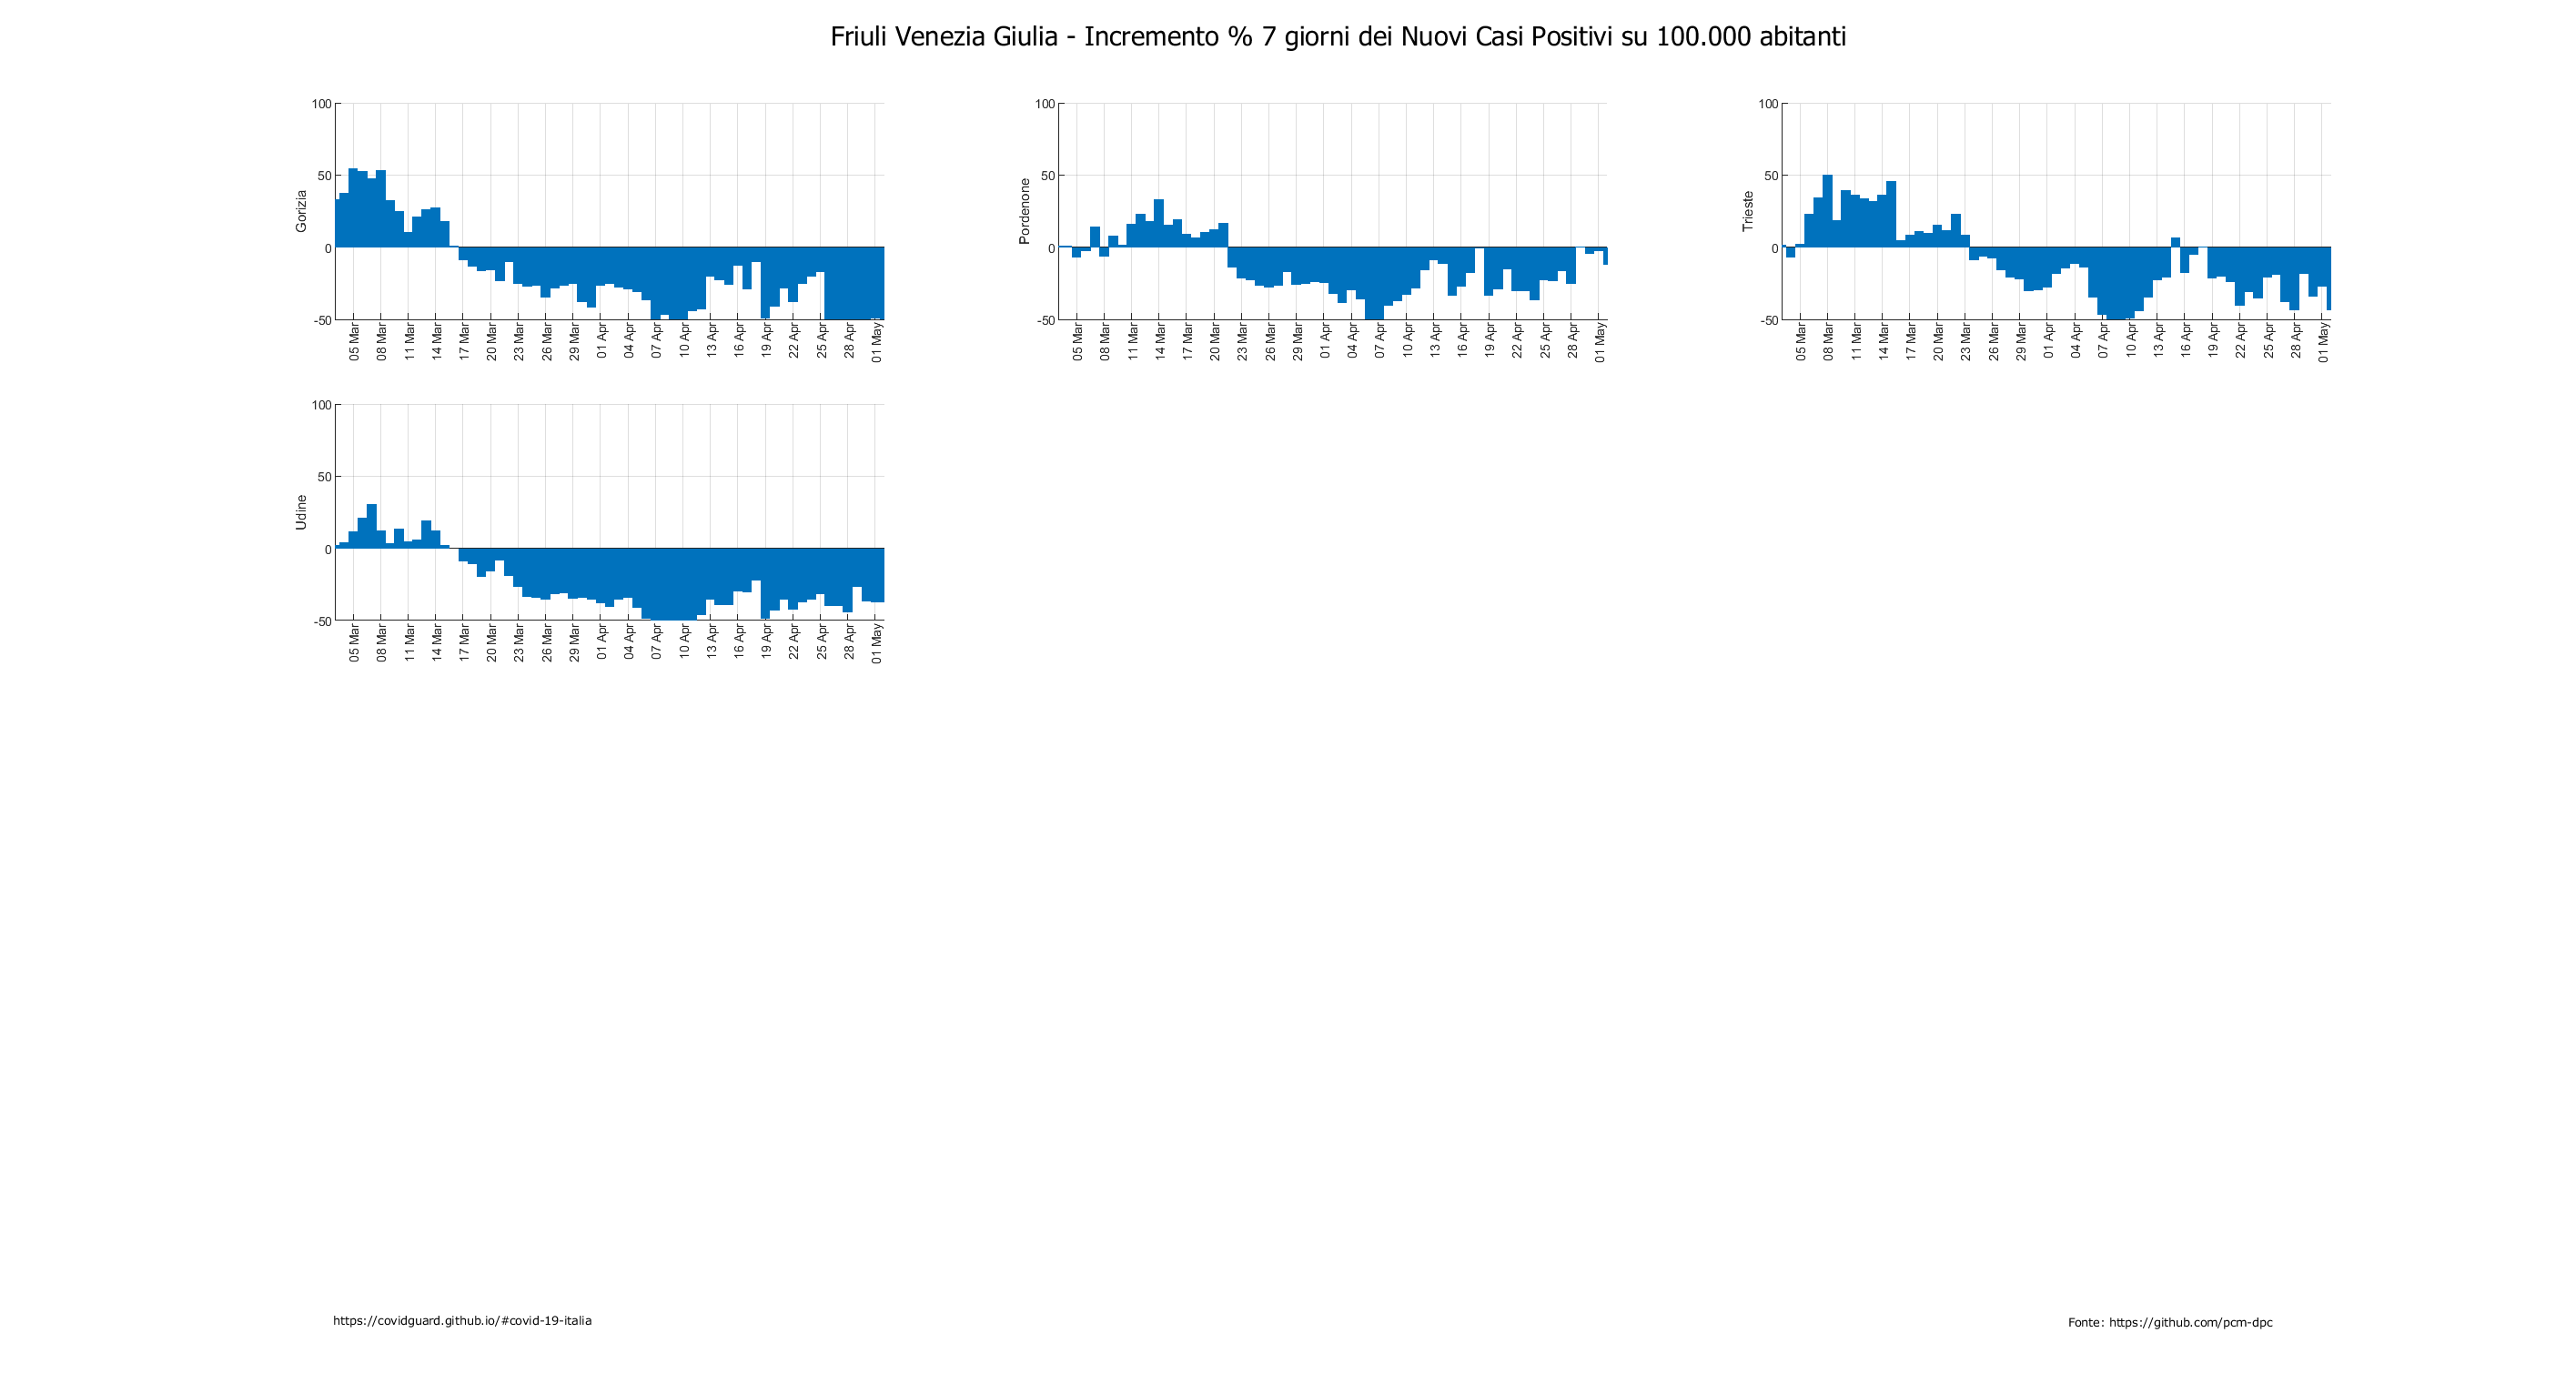 Friuli Venezia Giulia - Incremento % 7 giorni dei Nuovi Casi Positivi su 100.000 abitanti
Gorizia
100
50
0
-50
05 Mar
08 Mar
11 Mar
14 Mar
17 Mar
20 Mar
23 Mar
26 Mar
29 Mar
01 Apr
04 Apr
07 Apr
10 Apr
13 Apr
16 Apr
19 Apr
22 Apr
25 Apr
28 Apr
01 May
Pordenone
100
50
0
-50
05 Mar
08 Mar
11 Mar
14 Mar
17 Mar
20 Mar
23 Mar
26 Mar
29 Mar
01 Apr
04 Apr
07 Apr
10 Apr
13 Apr
16 Apr
19 Apr
22 Apr
25 Apr
28 Apr
01 May
Trieste
100
50
0
-50
05 Mar
08 Mar
11 Mar
14 Mar
17 Mar
20 Mar
23 Mar
26 Mar
29 Mar
01 Apr
04 Apr
07 Apr
10 Apr
13 Apr
16 Apr
19 Apr
22 Apr
25 Apr
28 Apr
01 May
Udine
100
50
0
-50
05 Mar
08 Mar
11 Mar
14 Mar
17 Mar
20 Mar
23 Mar
26 Mar
29 Mar
01 Apr
04 Apr
07 Apr
10 Apr
13 Apr
16 Apr
19 Apr
22 Apr
25 Apr
28 Apr
01 May
https://covidguard.github.io/#covid-19-italia
Fonte: https://github.com/pcm-dpc